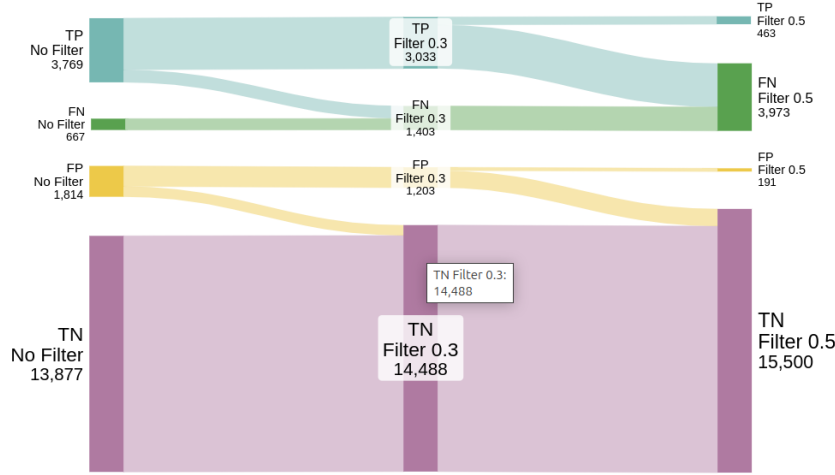 TP
No Filter
3,769
TP
Filter 0.3
3,033
TP
Filter 0.5
463
FN
No Filter
667
FN
Filter 0.3
1,403
FN
Filter 0.5
3,973
FP
No Filter
1,814
FP
Filter 0.3
1,203
FP
Filter 0.5
191
TN Filter 0.3:
14,488
TN
No Filter
13,877
TN
Filter 0.3
14,488
TN
Filter 0.5
15,500